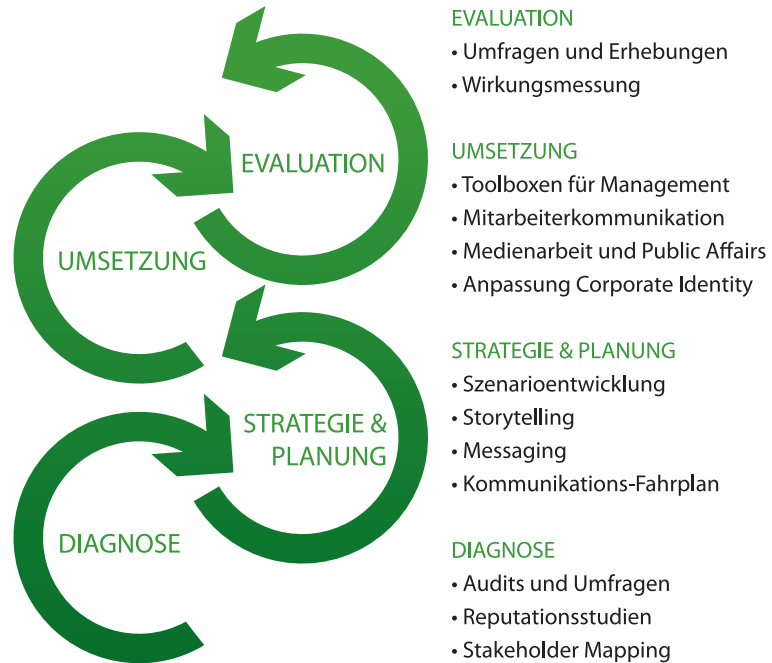 EVALUATION
UMSETZUNG
STRATEGIE &
PLANUNG
DIAGNOSE
EVALUATION
• Umfragen und Erhebungen
• Wirkungsmessung
UMSETZUNG
• Toolboxen für Management
• Mitarbeiterkommunikation
• Medienarbeit und Public Affairs
• Anpassung Corporate Identity
STRATEGIE & PLANUNG
• Szenarioentwicklung
• Storytelling
• Messaging
• Kommunikations-Fahrplan
DIAGNOSE
• Audits und Umfragen
• Reputationsstudien
• Stakeholder Mapping